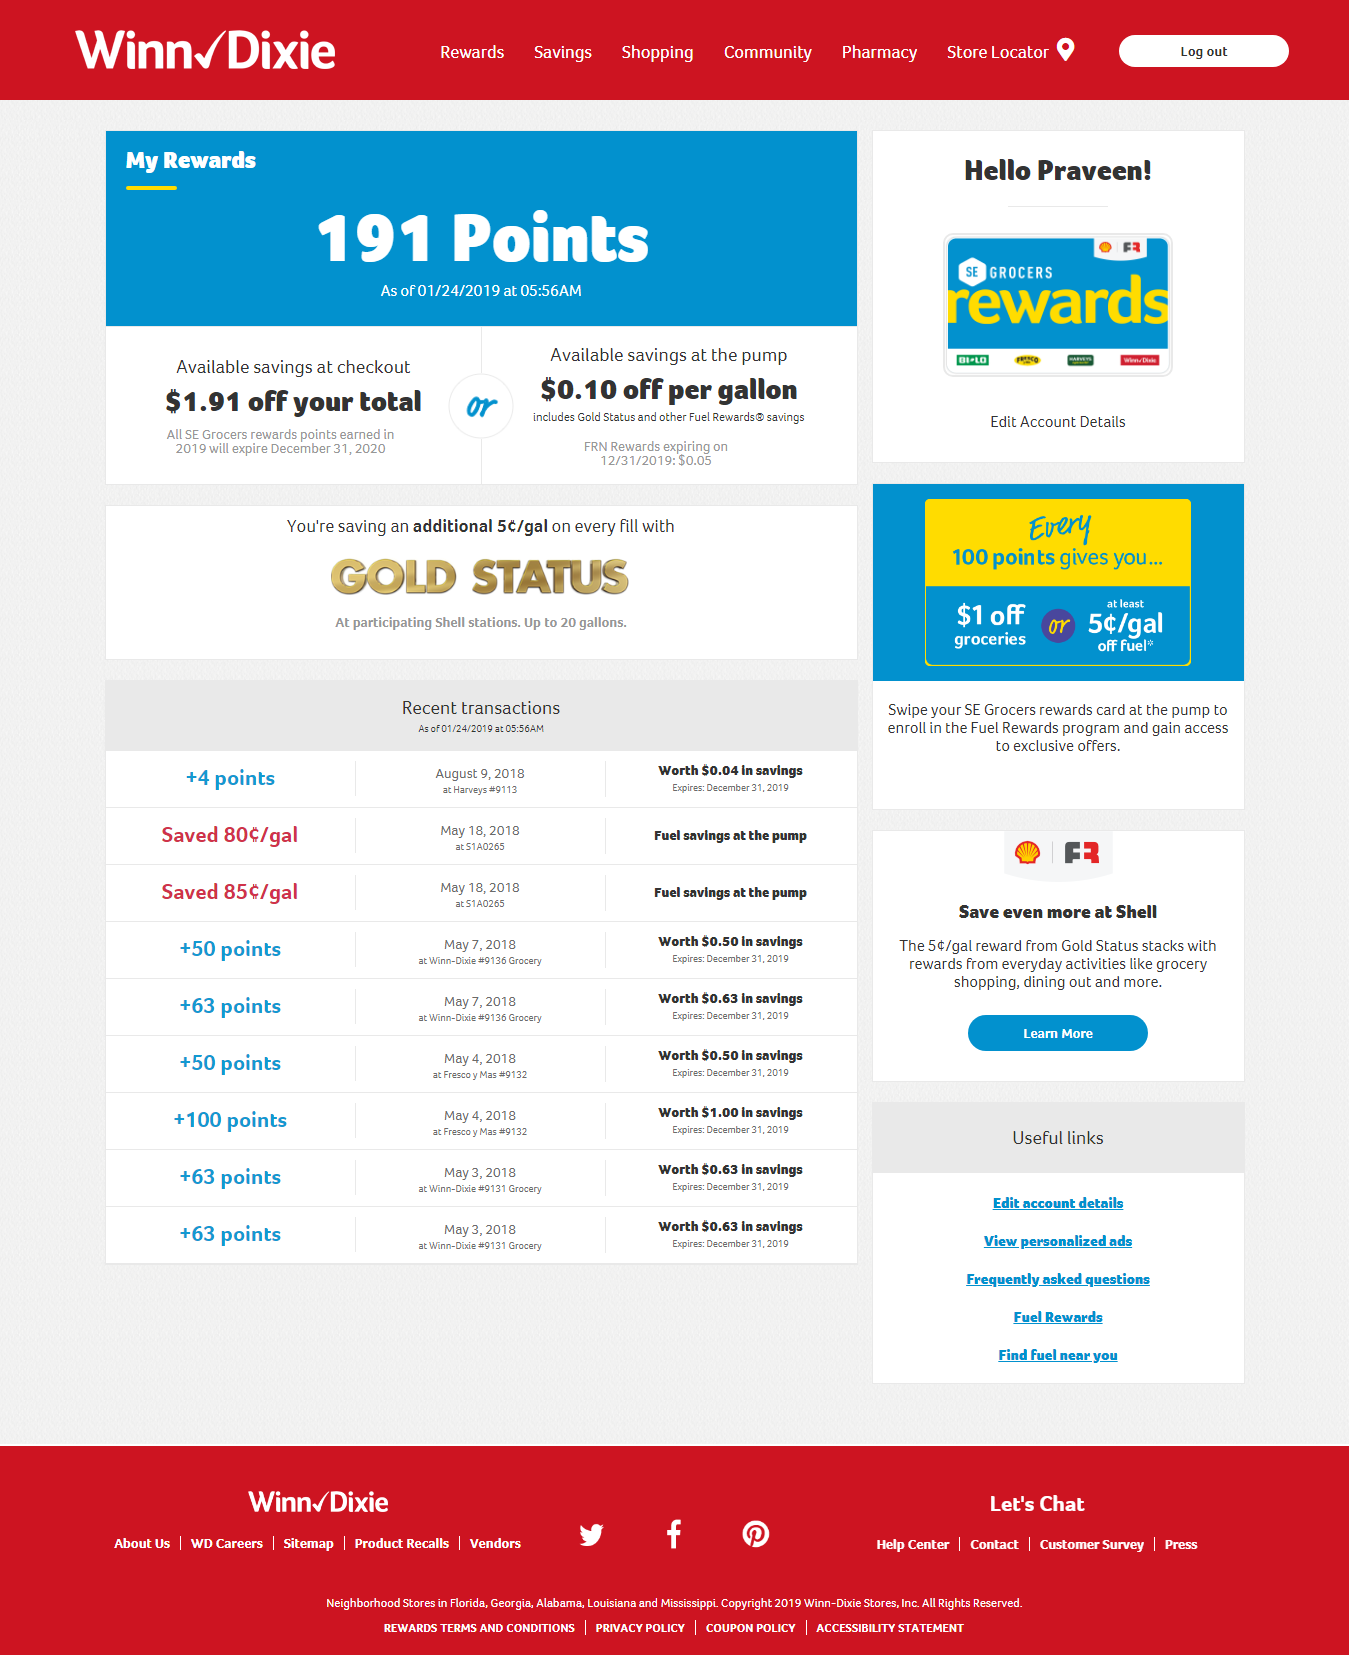 Winn✓Dixie
Rewards
Savings
Shopping
Community
Pharmacy
Store Locator
Log out
My Rewards
191 Points
As of 01/24/2019 at 05:56AM
Available savings at checkout
$1.91 off your total
All SE Grocers rewards points earned in
2019 will expire December 31, 2020
or
Available savings at the pump
$0.10 off per gallon
includes Gold Status and other Fuel Rewards® savings
FRN Rewards expiring on
12/31/2019: $0.05
You're saving an additional 5¢/gal on every fill with
GOLD STATUS
At participating Shell stations. Up to 20 gallons.
Recent transactions
As of 01/24/2019 at 05:56AM
+4 points
August 9, 2018
at Harveys #9113
Worth $0.04 in savings
Expires: December 31, 2019
Saved 80¢/gal
May 18, 2018
at S1A0265
Fuel savings at the pump
Saved 85¢/gal
May 18, 2018
at S1A0265
Fuel savings at the pump
+50 points
May 7, 2018
at Winn-Dixie #9136 Grocery
Worth $0.50 in savings
Expires: December 31, 2019
+63 points
May 7, 2018
at Winn-Dixie #9136 Grocery
Worth $0.63 in savings
Expires: December 31, 2019
+50 points
May 4, 2018
at Fresco y Mas #9132
Worth $0.50 in savings
Expires: December 31, 2019
+100 points
May 4, 2018
at Fresco y Mas #9132
Worth $1.00 in savings
Expires: December 31, 2019
+63 points
May 3, 2018
at Winn-Dixie #9131 Grocery
Worth $0.63 in savings
Expires: December 31, 2019
+63 points
May 3, 2018
at Winn-Dixie #9131 Grocery
Worth $0.63 in savings
Expires: December 31, 2019
Hello Praveen!
FR
SE GROCERS
rewards
BI-LO
FRESCO
HARVEYS
Winn✓Dixie
Edit Account Details
Every
100 points gives you...
$1 off
groceries
or
at least
5¢/gal
off fuel*
Swipe your SE Grocers rewards card at the pump to
enroll in the Fuel Rewards program and gain access
to exclusive offers.
FR
Save even more at Shell
The 5¢/gal reward from Gold Status stacks with
rewards from everyday activities like grocery
shopping, dining out and more.
Learn More
Useful links
Edit account details
View personalized ads
Frequently asked questions
Fuel Rewards
Find fuel near you
Winn✓Dixie
About Us
WD Careers
Sitemap
Product Recalls
Vendors
Let's Chat
Help Center
Contact
Customer Survey
Press
Neighborhood Stores in Florida, Georgia, Alabama, Louisiana and Mississippi. Copyright 2019 Winn-Dixie Stores, Inc. All Rights Reserved.
REWARDS TERMS AND CONDITIONS
PRIVACY POLICY
COUPON POLICY
ACCESSIBILITY STATEMENT